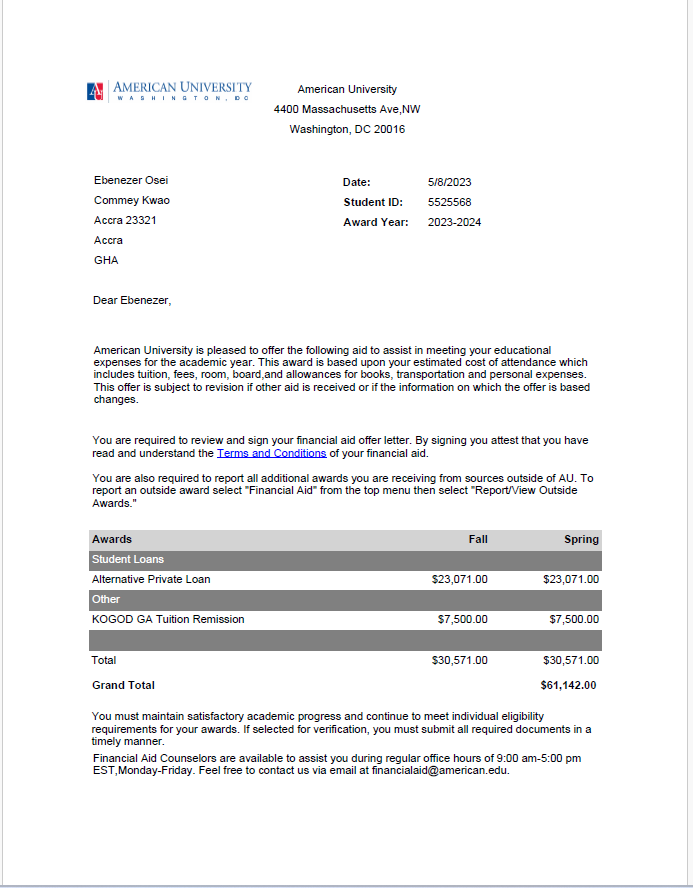 AMERICAN UNIVERSITY
WASHINGTON, DC
American University
4400 Massachusetts Ave,NW
Washington, DC 20016
Ebenezer Osei
Commey Kwao
Accra 23321
Accra
GHA
Date: 5/8/2023
Student ID: 5525568
Award Year: 2023-2024
Dear Ebenezer,
American University is pleased to offer the following aid to assist in meeting your educational
expenses for the academic year. This award is based upon your estimated cost of attendance which
includes tuition, fees, room, board,and allowances for books, transportation and personal expenses.
This offer is subject to revision if other aid is received or if the information on which the offer is based
changes.
You are required to review and sign your financial aid offer letter. By signing you attest that you have
read and understand the Terms and Conditions of your financial aid.
You are also required to report all additional awards you are receiving from sources outside of AU. To
report an outside award select "Financial Aid" from the top menu then select "Report/View Outside
Awards."
Awards Fall Spring
Student Loans
Alternative Private Loan $23,071.00 $23,071.00
Other
KOGOD GA Tuition Remission $7,500.00 $7,500.00
Total $30,571.00 $30,571.00
Grand Total $61,142.00
You must maintain satisfactory academic progress and continue to meet individual eligibility
requirements for your awards. If selected for verification, you must submit all required documents in a
timely manner.
Financial Aid Counselors are available to assist you during regular office hours of 9:00 am-5:00 pm
EST,Monday-Friday. Feel free to contact us via email at financialaid@american.edu.